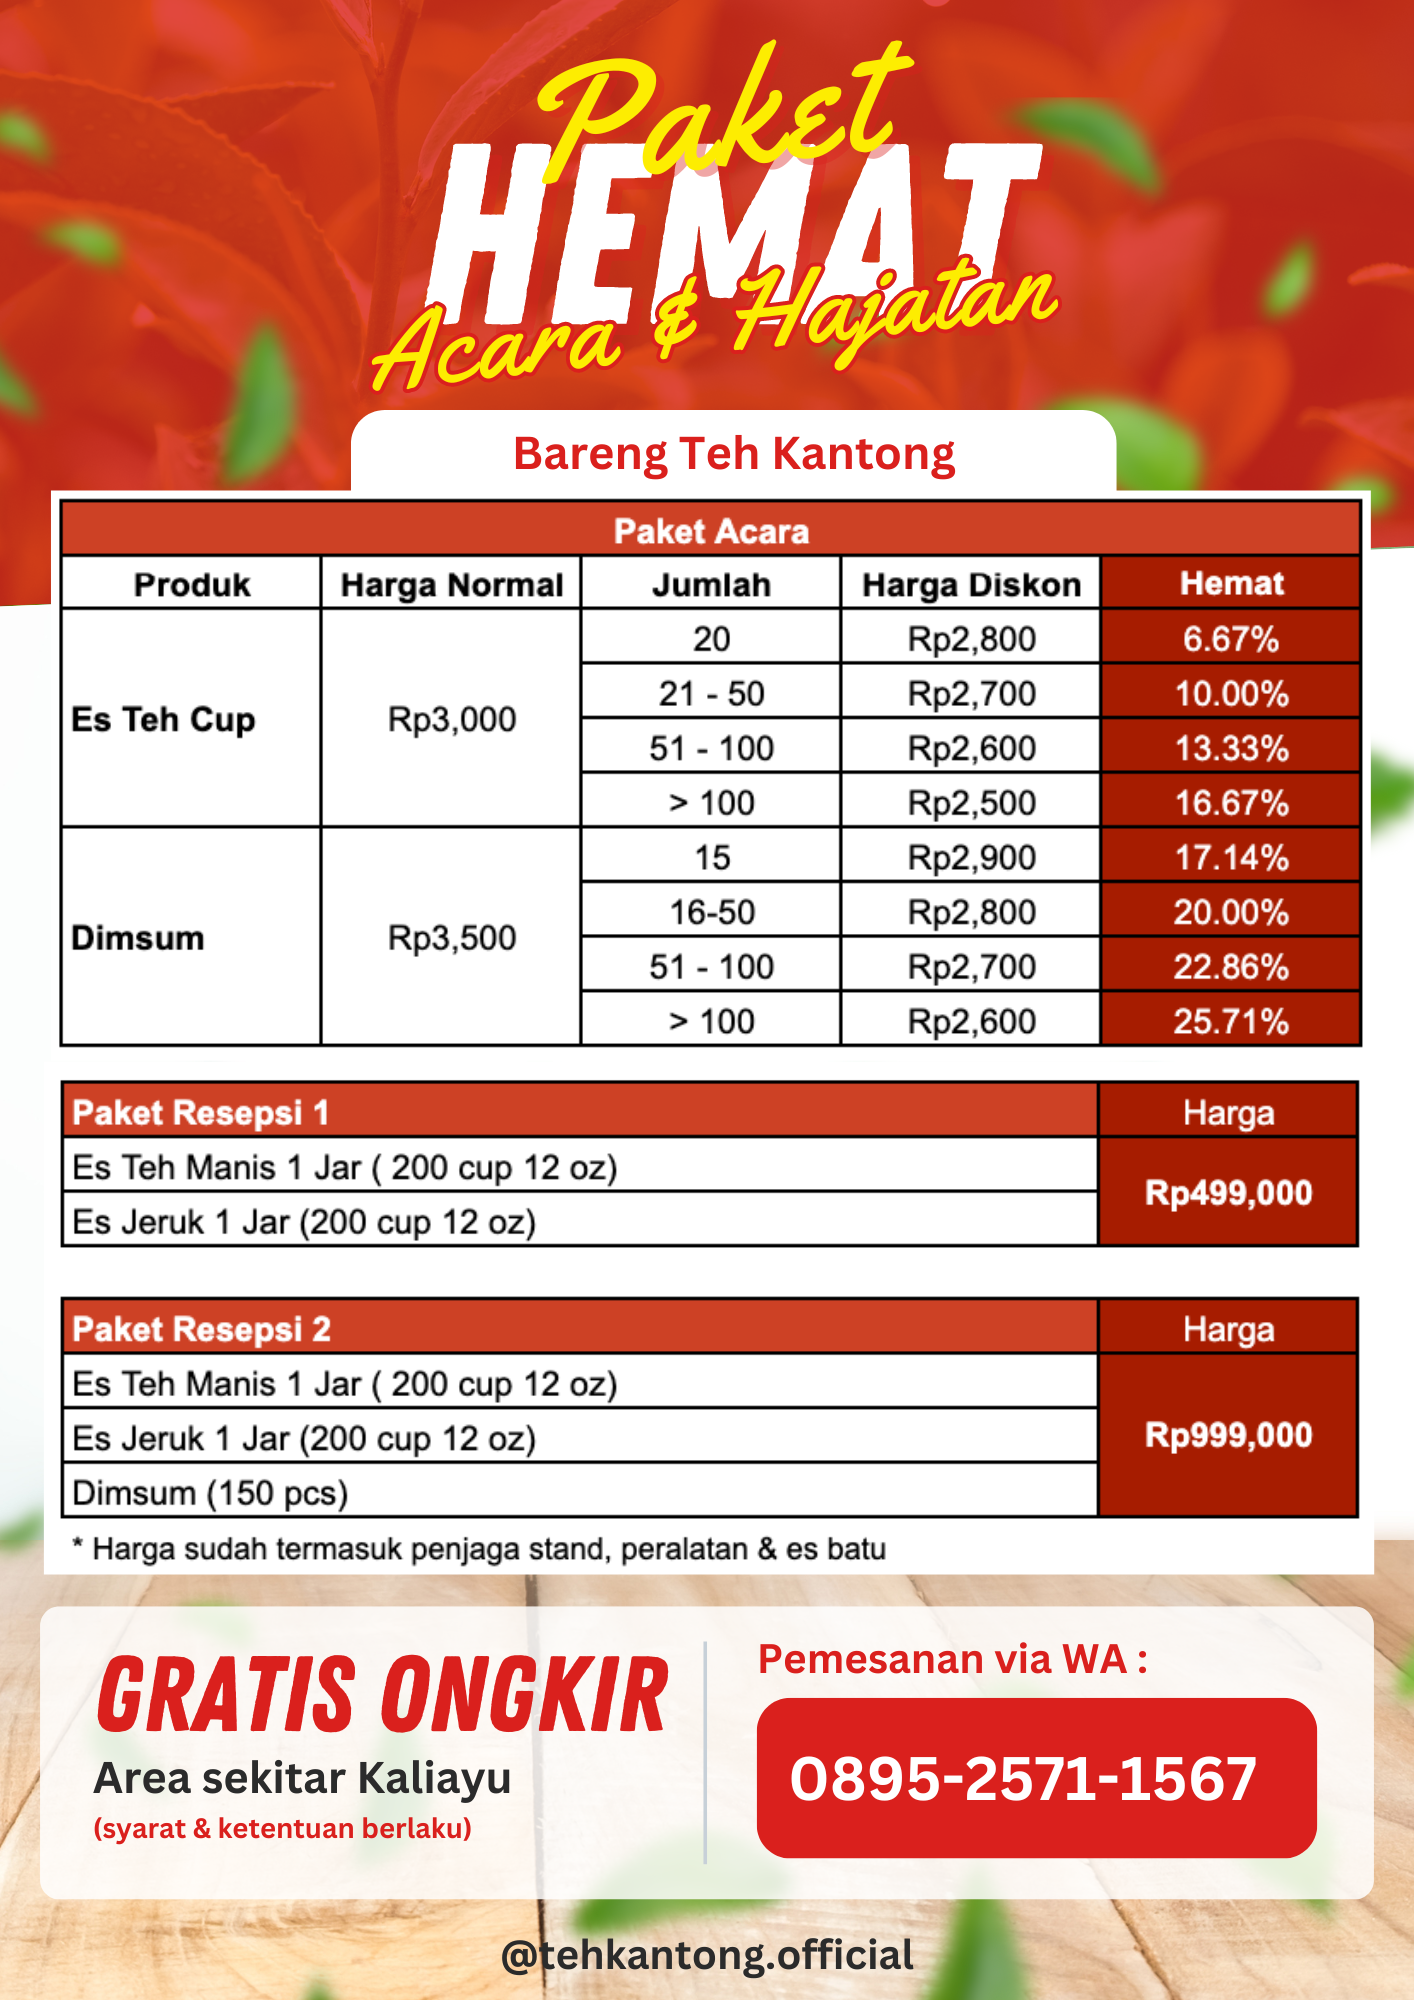 Paket
HEMAT
Acara & Hajatan
Bareng Teh Kantong
Paket Acara
Produk Harga Normal Jumlah Harga Diskon Hemat
Es Teh Cup Rp3,000 20 Rp2,800 6.67%
21 - 50 Rp2,700 10.00%
51 - 100 Rp2,600 13.33%
> 100 Rp2,500 16.67%
Dimsum Rp3,500 15 Rp2,900 17.14%
16-50 Rp2,800 20.00%
51 - 100 Rp2,700 22.86%
> 100 Rp2,600 25.71%
Paket Resepsi 1 Harga
Es Teh Manis 1 Jar ( 200 cup 12 oz) Rp499,000
Es Jeruk 1 Jar (200 cup 12 oz)
Paket Resepsi 2 Harga
Es Teh Manis 1 Jar ( 200 cup 12 oz) Rp999,000
Es Jeruk 1 Jar (200 cup 12 oz)
Dimsum (150 pcs)
* Harga sudah termasuk penjaga stand, peralatan & es batu
GRATIS ONGKIR
Area sekitar Kaliayu
(syarat & ketentuan berlaku)
Pemesanan via WA :
0895-2571-1567
@tehkantong.official